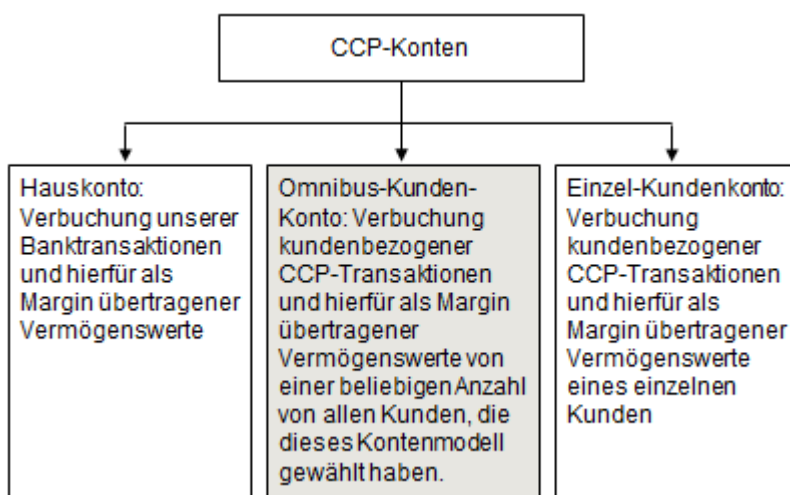 CCP-Konten
Hauskonto:
Verbuchung unserer
Banktransaktionen
und hierfür als
Margin übertragener
Vermögenswerte
Omnibus-Kunden-
Konto: Verbuchung
kundenbezogener
CCP-Transaktionen
und hierfür als Margin
übertragener
Vermögenswerte von
einer beliebigen Anzahl
von allen Kunden, die
dieses Kontenmodell
gewählt haben.
Einzel-Kundenkonto:
Verbuchung
kundenbezogener
CCP-Transaktionen
und hierfür als
Margin übertragener
Vermögenswerte
eines einzelnen
Kunden